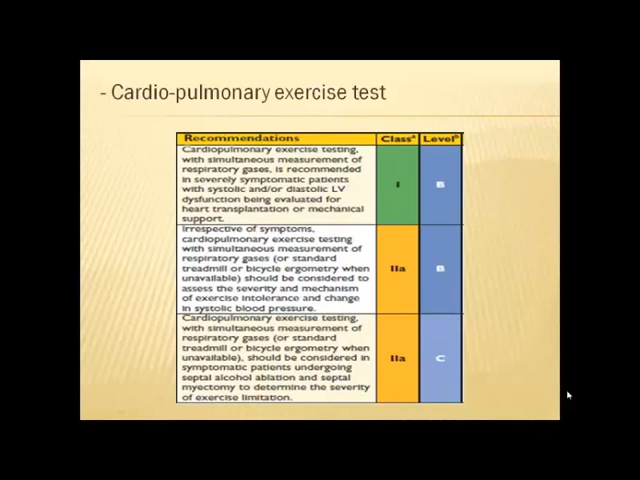 - Cardio-pulmonary exercise test
Recommendations Classᵃ Levelᵇ
Cardiopulmonary exercise testing,
with simultaneous measurement of
respiratory gases, is recommended
in severely symptomatic patients
with systolic and/or diastolic LV
dysfunction being evaluated for
heart transplantation or mechanical
support.
I B
Irrespective of symptoms,
cardiopulmonary exercise testing
with simultaneous measurement of
respiratory gases (or standard
treadmill or bicycle ergometry when
unavailable) should be considered to
assess the severity and mechanism
of exercise intolerance and change
in systolic blood pressure.
IIa B
Cardiopulmonary exercise testing,
with simultaneous measurement of
respiratory gases (or standard
treadmill or bicycle ergometry when
unavailable), should be considered in
symptomatic patients undergoing
septal alcohol ablation and septal
myectomy to determine the severity
of exercise limitation.
IIa C